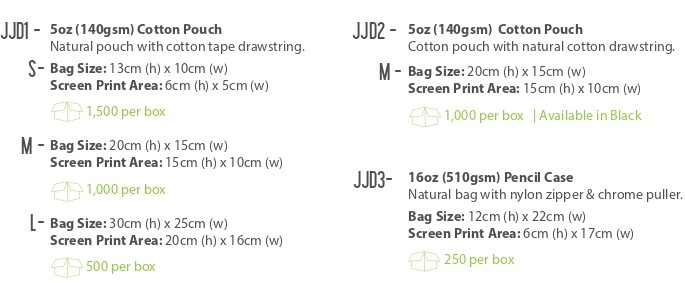 JJD1 - 5oz (140gsm) Cotton Pouch
Natural pouch with cotton tape drawstring.
S - Bag Size: 13cm (h) x 10cm (w)
Screen Print Area: 6cm (h) x 5cm (w)
1,500 per box
M - Bag Size: 20cm (h) x 15cm (w)
Screen Print Area: 15cm (h) x 10cm (w)
1,000 per box
L - Bag Size: 30cm (h) x 25cm (w)
Screen Print Area: 20cm (h) x 16cm (w)
500 per box
JJD2 - 5oz (140gsm) Cotton Pouch
Cotton pouch with natural cotton drawstring.
M - Bag Size: 20cm (h) x 15cm (w)
Screen Print Area: 15cm (h) x 10cm (w)
1,000 per box | Available in Black
JJD3- 16oz (510gsm) Pencil Case
Natural bag with nylon zipper & chrome puller.
Bag Size: 12cm (h) x 22cm (w)
Screen Print Area: 6cm (h) x 17cm (w)
250 per box